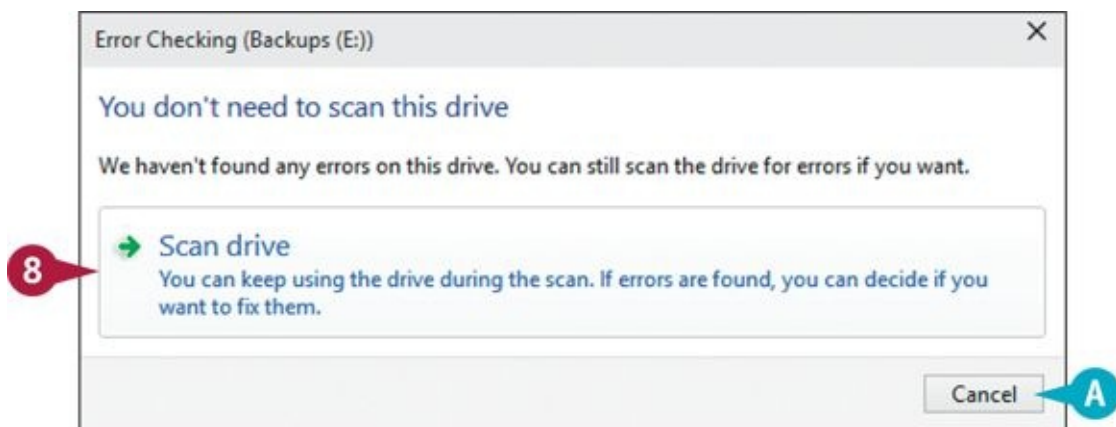 Error Checking (Backups (E:))
You don't need to scan this drive
We haven't found any errors on this drive. You can still scan the drive for errors if you want.
8
Scan drive
You can keep using the drive during the scan. If errors are found, you can decide if you
want to fix them.
Cancel
A